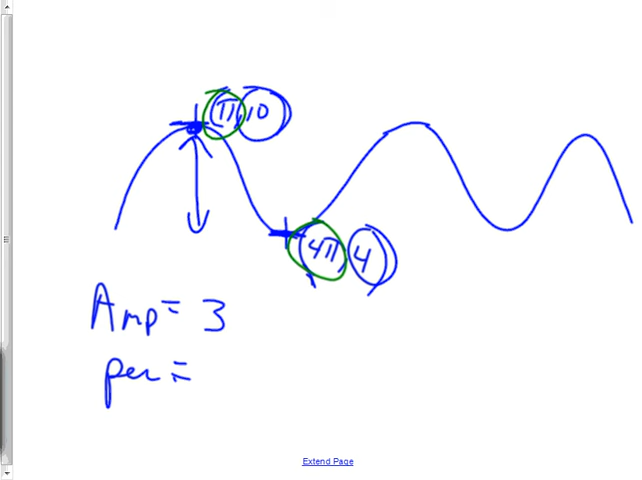 (π, 10)
(4π, 4)
Amp = 3
per =
Extend Page